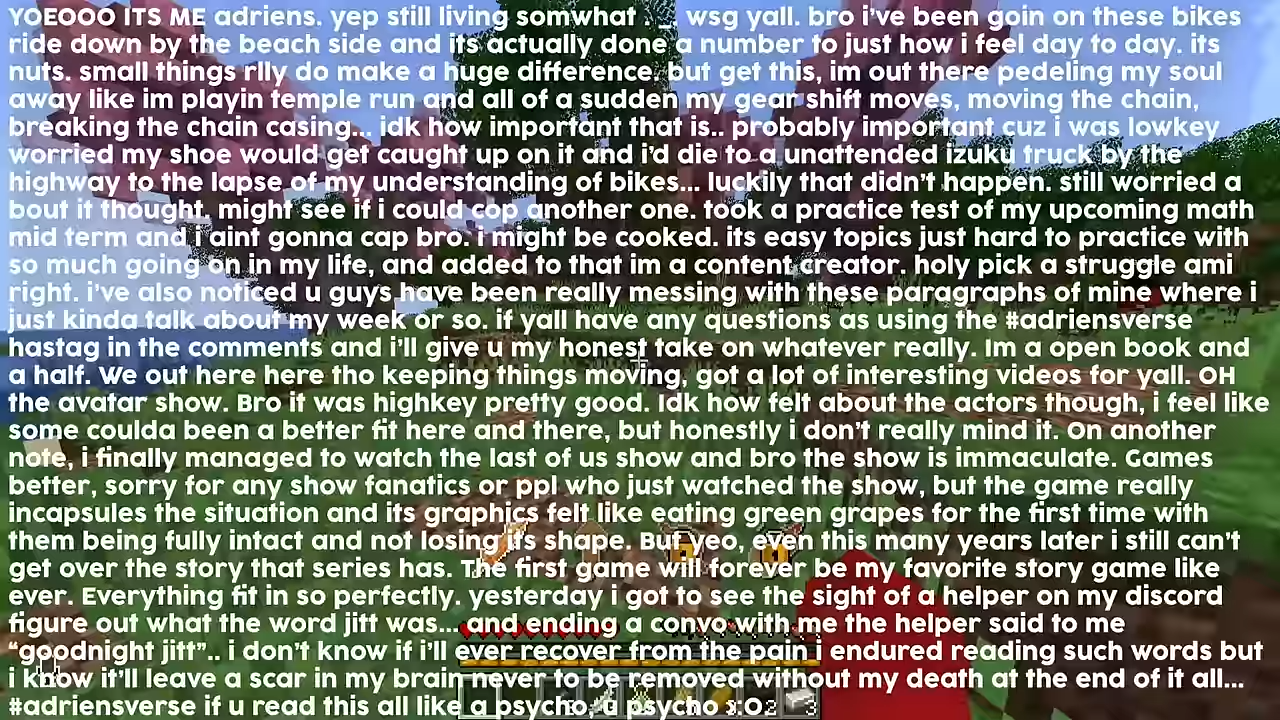 YOEOOO ITS ME adriens. yep still living somwhat . _ . wsg yall. bro i've been goin on these bikes
ride down by the beach side and its actually done a number to just how i feel day to day. its
nuts. small things rlly do make a huge difference. but get this, im out there pedeling my soul
away like im playin temple run and all of a sudden my gear shift moves, moving the chain,
breaking the chain casing... idk how important that is.. probably important cuz i was lowkey
worried my shoe would get caught up on it and i'd die to a unattended izuku truck by the
highway to the lapse of my understanding of bikes... luckily that didn't happen. still worried a
bout it thought. might see if i could cop another one. took a practice test of my upcoming math
mid term and i aint gonna cap bro. i might be cooked. its easy topics just hard to practice with
so much going on in my life, and added to that im a content creator. holy pick a struggle ami
right. i've also noticed u guys have been really messing with these paragraphs of mine where i
just kinda talk about my week or so. if yall have any questions as using the #adriensverse
hastag in the comments and i'll give u my honest take on whatever really. Im a open book and
a half. We out here here tho keeping things moving, got a lot of interesting videos for yall. OH
the avatar show. Bro it was highkey pretty good. Idk how felt about the actors though, i feel like
some coulda been a better fit here and there, but honestly i don't really mind it. On another
note, i finally managed to watch the last of us show and bro the show is immaculate. Games
better, sorry for any show fanatics or ppl who just watched the show, but the game really
incapsules the situation and its graphics felt like eating green grapes for the first time with
them being fully intact and not losing it's shape. But yeo, even this many years later i still can't
get over the story that series has. The first game will forever be my favorite story game like
ever. Everything fit in so perfectly. yesterday i got to see the sight of a helper on my discord
figure out what the word jitt was... and ending a convo with me the helper said to me
“goodnight jitt”.. i don't know if i'll ever recover from the pain i endured reading such words but
i know it'll leave a scar in my brain never to be removed without my death at the end of it all...
#adriensverse if u read this all like a psycho, u psycho :O
2
3